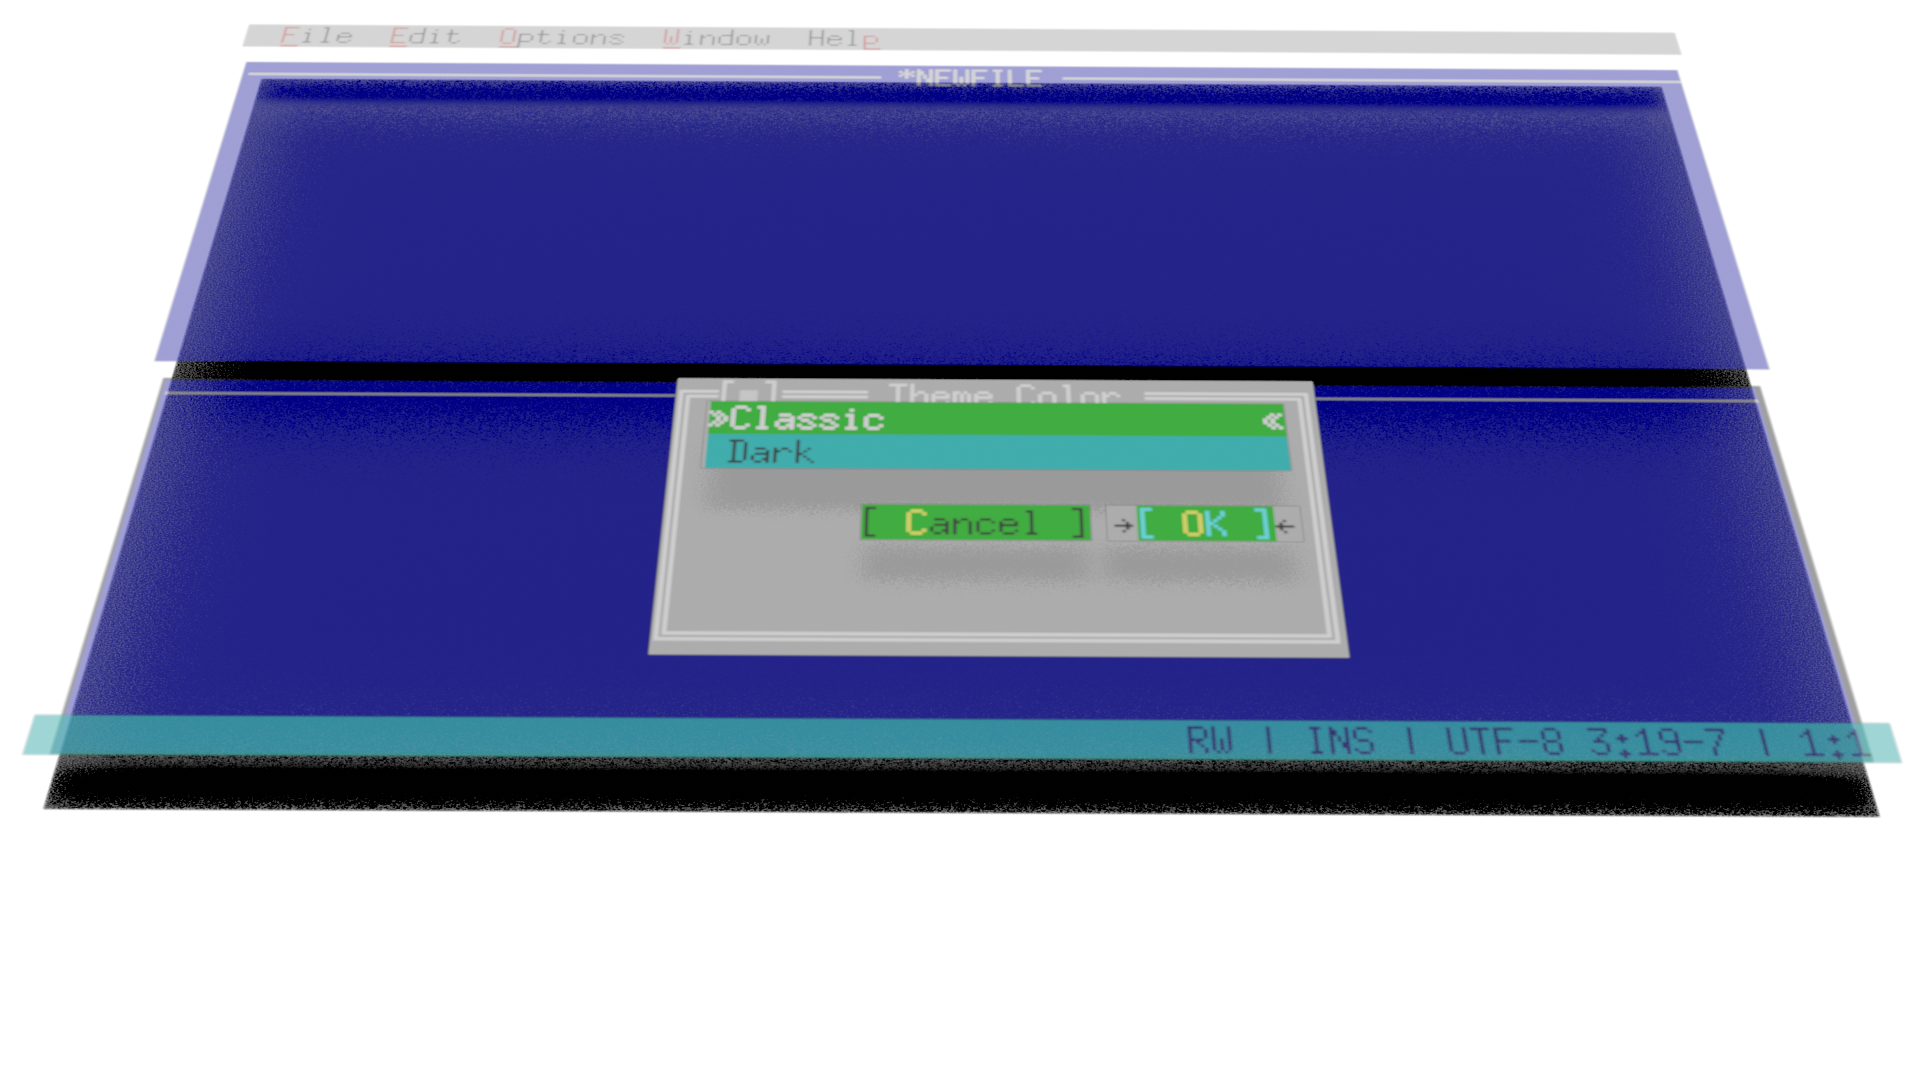 File Edit Options Window Help
*NEWFILE
[■] Theme Color
»Classic«
Dark
[ Cancel ] →[ OK ]←
RW | INS | UTF-8 3:19-7 | 1:1